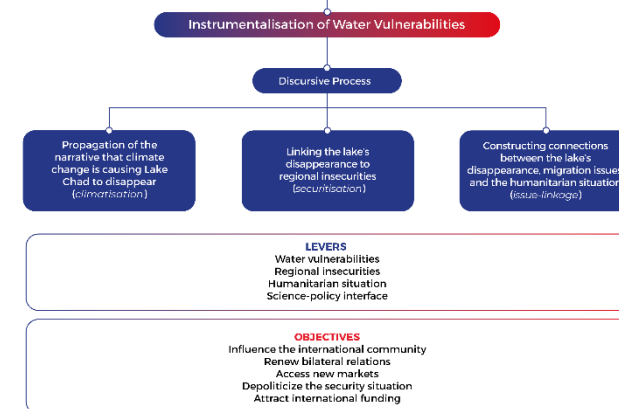 Instrumentalisation of Water Vulnerabilities
Discursive Process
Propagation of the
narrative that climate
change is causing Lake
Chad to disappear
(climatisation)
Linking the lake's
disappearance to
regional insecurities
(securitisation)
Constructing connections
between the lake's
disappearance, migration issues
and the humanitarian situation
(issue-linkage)
LEVERS
Water vulnerabilities
Regional insecurities
Humanitarian situation
Science-policy interface
OBJECTIVES
Influence the international community
Renew bilateral relations
Access new markets
Depoliticize the security situation
Attract international funding